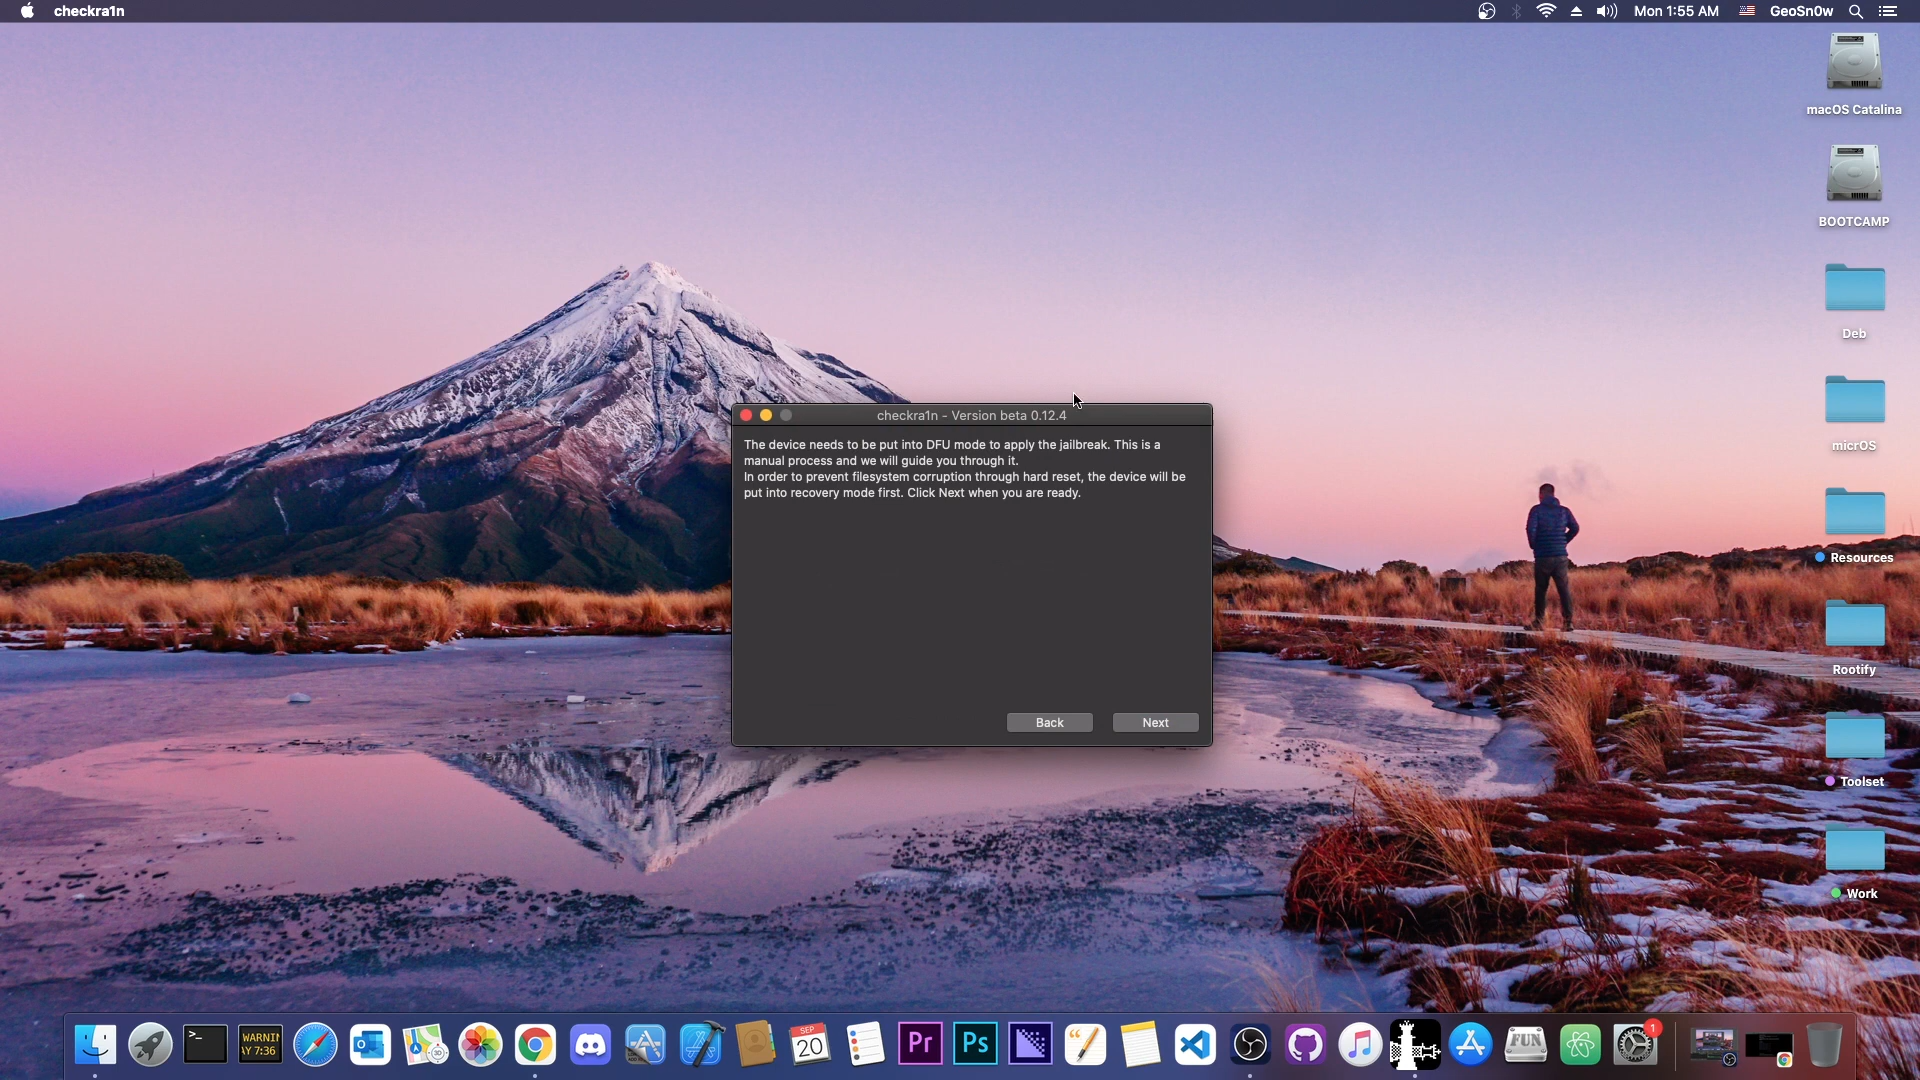 checkra1n
Mon 1:55 AM
GeoSn0w
macOS Catalina
BOOTCAMP
Deb
micrOS
Resources
Rootify
Toolset
Work
checkra1n - Version beta 0.12.4
The device needs to be put into DFU mode to apply the jailbreak. This is a
manual process and we will guide you through it.
In order to prevent filesystem corruption through hard reset, the device will be
put into recovery mode first. Click Next when you are ready.
Back
Next
>_
WARNIN
AY 7:36
SEP
20
Pr
Ps
FUN
1